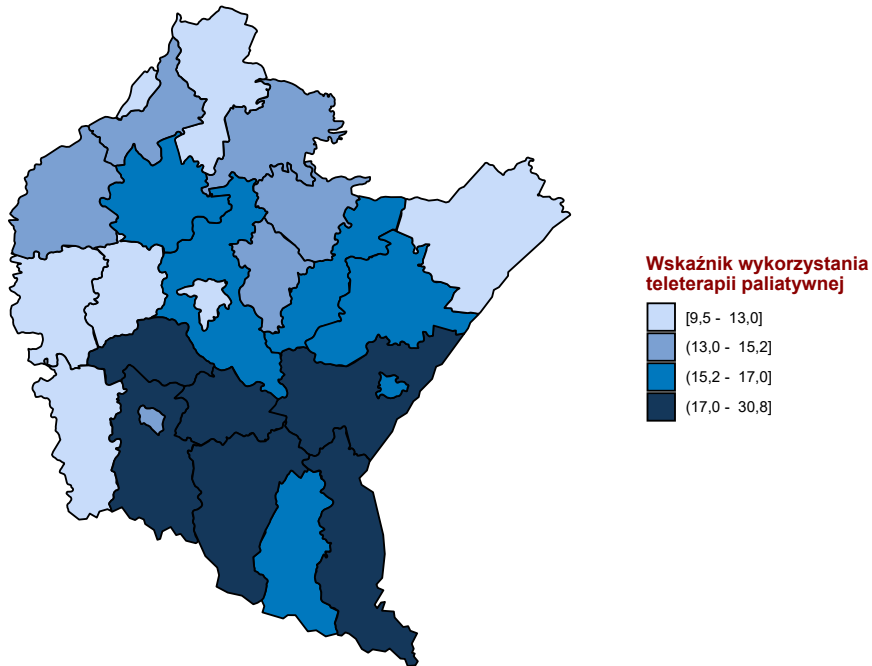 Wskaźnik wykorzystania
teleterapii paliatywnej
[9,5 - 13,0]
(13,0 - 15,2]
(15,2 - 17,0]
(17,0 - 30,8]